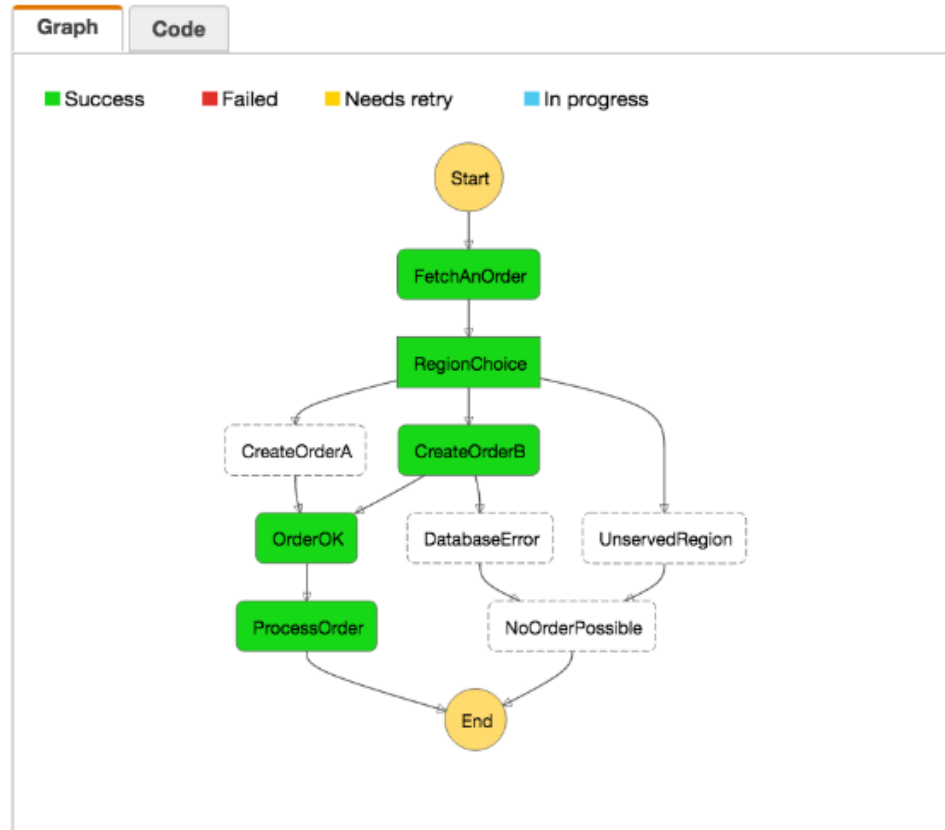 Graph Code
Success Failed Needs retry In progress
Start
FetchAnOrder
RegionChoice
CreateOrderA CreateOrderB
OrderOK DatabaseError UnservedRegion
ProcessOrder NoOrderPossible
End